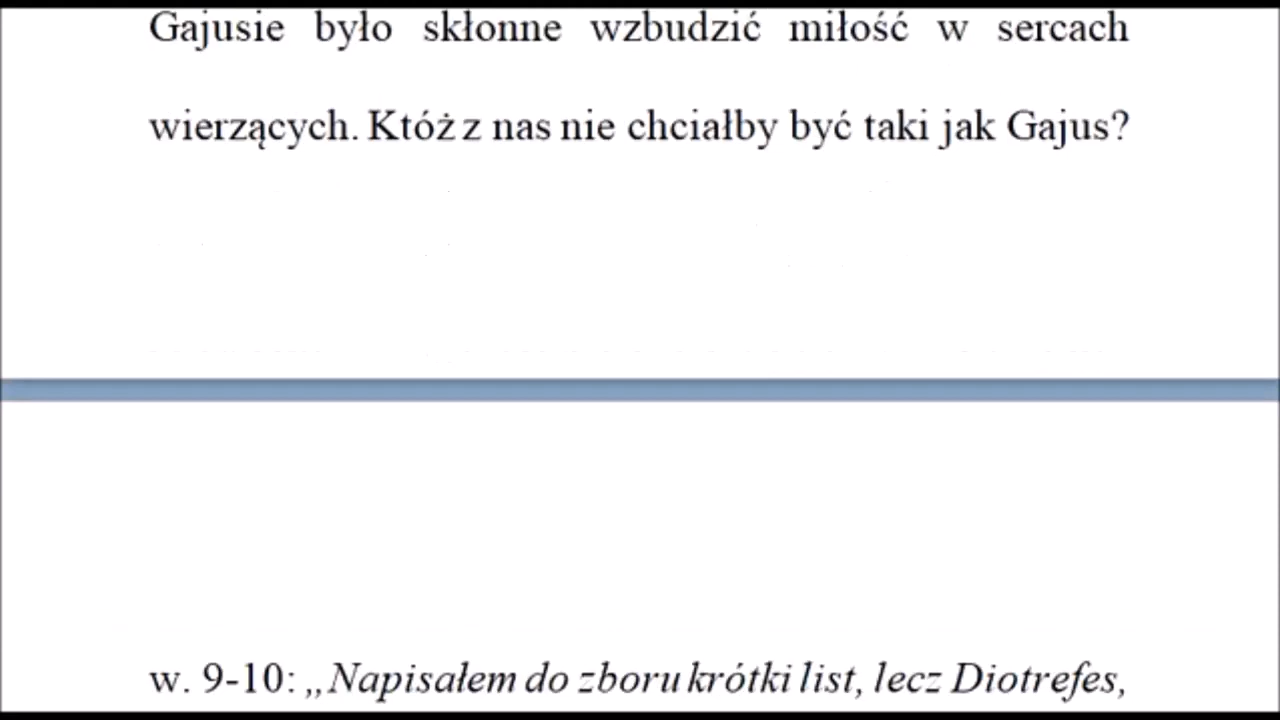 Gajusie było skłonne wzbudzić miłość w sercach
wierzących. Któż z nas nie chciałby być taki jak Gajus?
w. 9-10: „Napisałem do zboru krótki list, lecz Diotrefes,